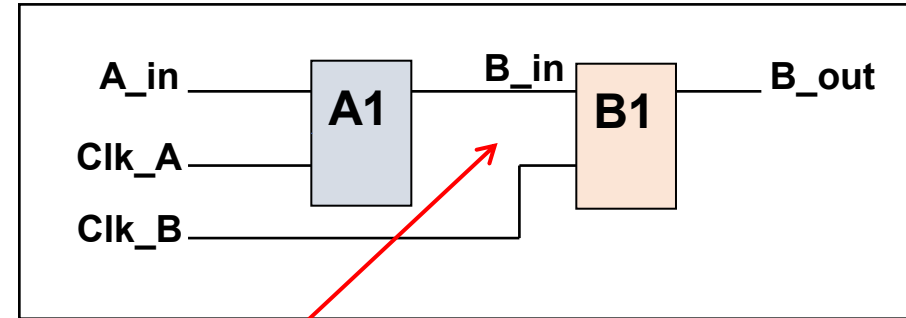 A_in
A1
B_in
B1
B_out
Clk_A
Clk_B